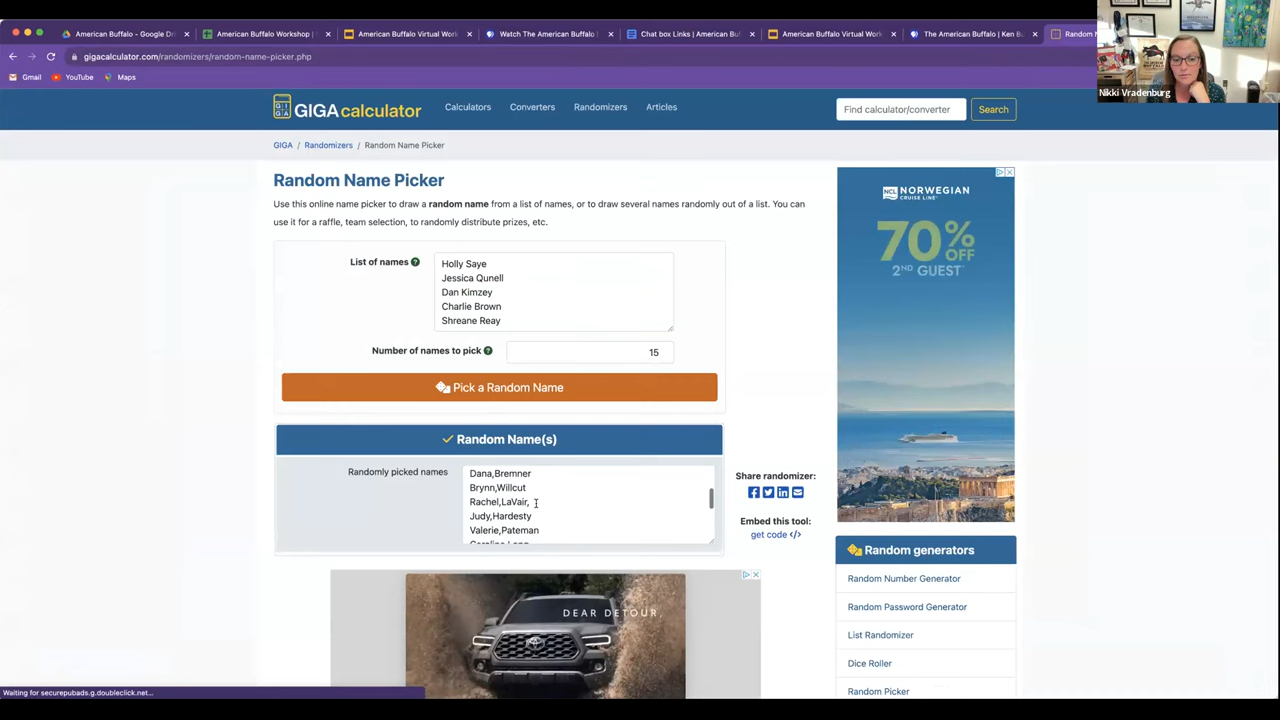 American Buffalo - Google Dri
American Buffalo Workshop |
American Buffalo Virtual Work
Watch The American Buffalo |
Chat box Links | American Bu
American Buffalo Virtual Work
The American Buffalo | Ken B
Random N
gigacalculator.com/randomizers/random-name-picker.php
Gmail
YouTube
Maps
Nikki Vradenburg
GIGAcalculator
Calculators
Converters
Randomizers
Articles
Find calculator/converter
Search
GIGA / Randomizers / Random Name Picker
Random Name Picker
Use this online name picker to draw a random name from a list of names, or to draw several names randomly out of a list. You can
use it for a raffle, team selection, to randomly distribute prizes, etc.
List of names
Holly Saye
Jessica Qunell
Dan Kimzey
Charlie Brown
Shreane Reay
Number of names to pick
15
Pick a Random Name
Random Name(s)
Randomly picked names
Dana,Bremner
Brynn,Willcut
Rachel,LaVair,
Judy,Hardesty
Valerie,Pateman
NCL NORWEGIAN
CRUISE LINE
70%
OFF
2ND GUEST
Share randomizer:
Embed this tool:
get code </>
Random generators
Random Number Generator
Random Password Generator
List Randomizer
Dice Roller
Random Picker
DEAR DETOUR,
TOYOTA
Waiting for securepubads.g.doubleclick.net...